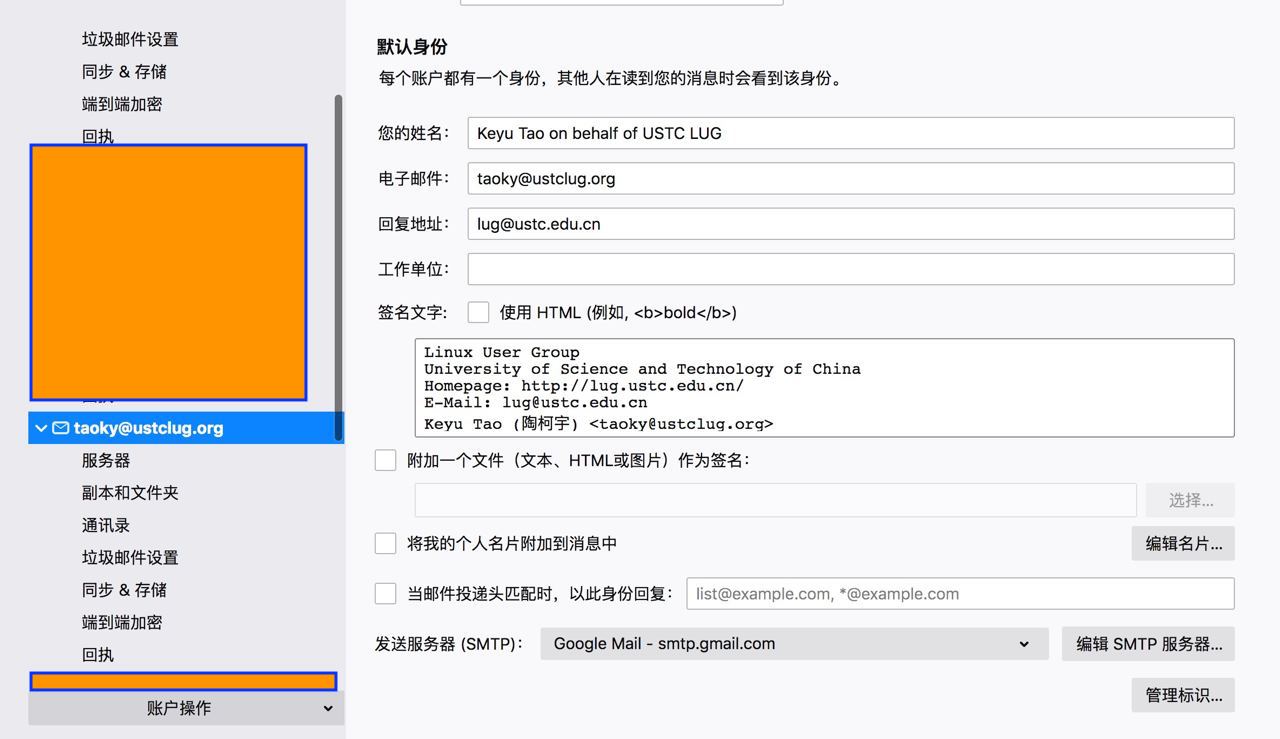 垃圾邮件设置
同步 & 存储
端到端加密
回执
taoky@ustclug.org
服务器
副本和文件夹
通讯录
垃圾邮件设置
同步 & 存储
端到端加密
回执
账户操作
默认身份
每个账户都有一个身份，其他人在读到您的消息时会看到该身份。
您的姓名： Keyu Tao on behalf of USTC LUG
电子邮件： taoky@ustclug.org
回复地址： lug@ustc.edu.cn
工作单位：
签名文字： 使用 HTML (例如, <b>bold</b>)
Linux User Group
University of Science and Technology of China
Homepage: http://lug.ustc.edu.cn/
E-Mail: lug@ustc.edu.cn
Keyu Tao (陶柯宇) <taoky@ustclug.org>
附加一个文件（文本、HTML或图片）作为签名：
选择...
将我的个人名片附加到消息中 编辑名片...
当邮件投递头匹配时，以此身份回复： list@example.com, *@example.com
发送服务器 (SMTP)： Google Mail - smtp.gmail.com 编辑 SMTP 服务器...
管理标识...